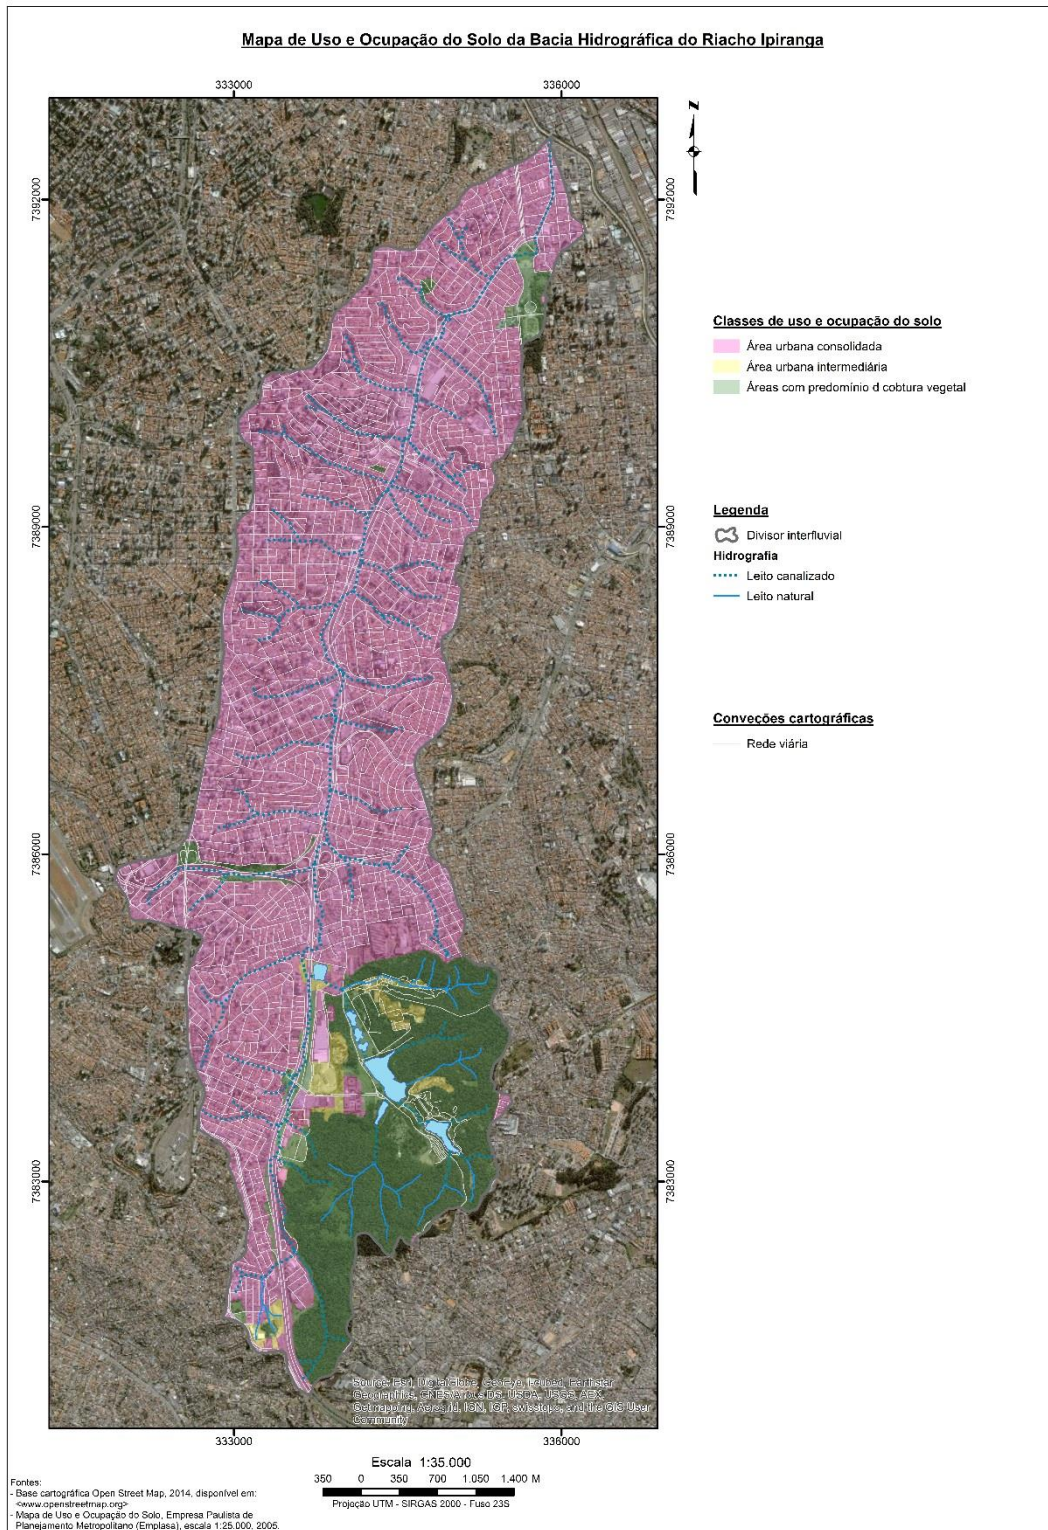 Mapa de Uso e Ocupação do Solo da Bacia Hidrográfica do Riacho Ipiranga
333000
336000
N
7392000
7392000
Classes de uso e ocupação do solo
Área urbana consolidada
Área urbana intermediária
Áreas com predomínio d cobtura vegetal
7389000
7389000
Legenda
Divisor interfluvial
Hidrografia
Leito canalizado
Leito natural
Conveções cartográficas
Rede viária
7386000
7386000
7383000
7383000
Source: Esri, DigitalGlobe, GeoEye, i-cubed, Earthstar
Geographics, CNES/Airbus DS, USDA, USGS, AEX,
Getmapping, Aerogrid, IGN, IGP, swisstopo, and the GIS User
Community
333000
336000
Escala 1:35.000
350 0 350 700 1.050 1.400 M
Projeção UTM - SIRGAS 2000 - Fuso 23S
Fontes:
- Base cartográfica Open Street Map, 2014, disponível em:
<www.openstreetmap.org>
- Mapa de Uso e Ocupação do Solo, Empresa Paulista de
Planejamento Metropolitano (Emplasa), escala 1:25.000, 2005.